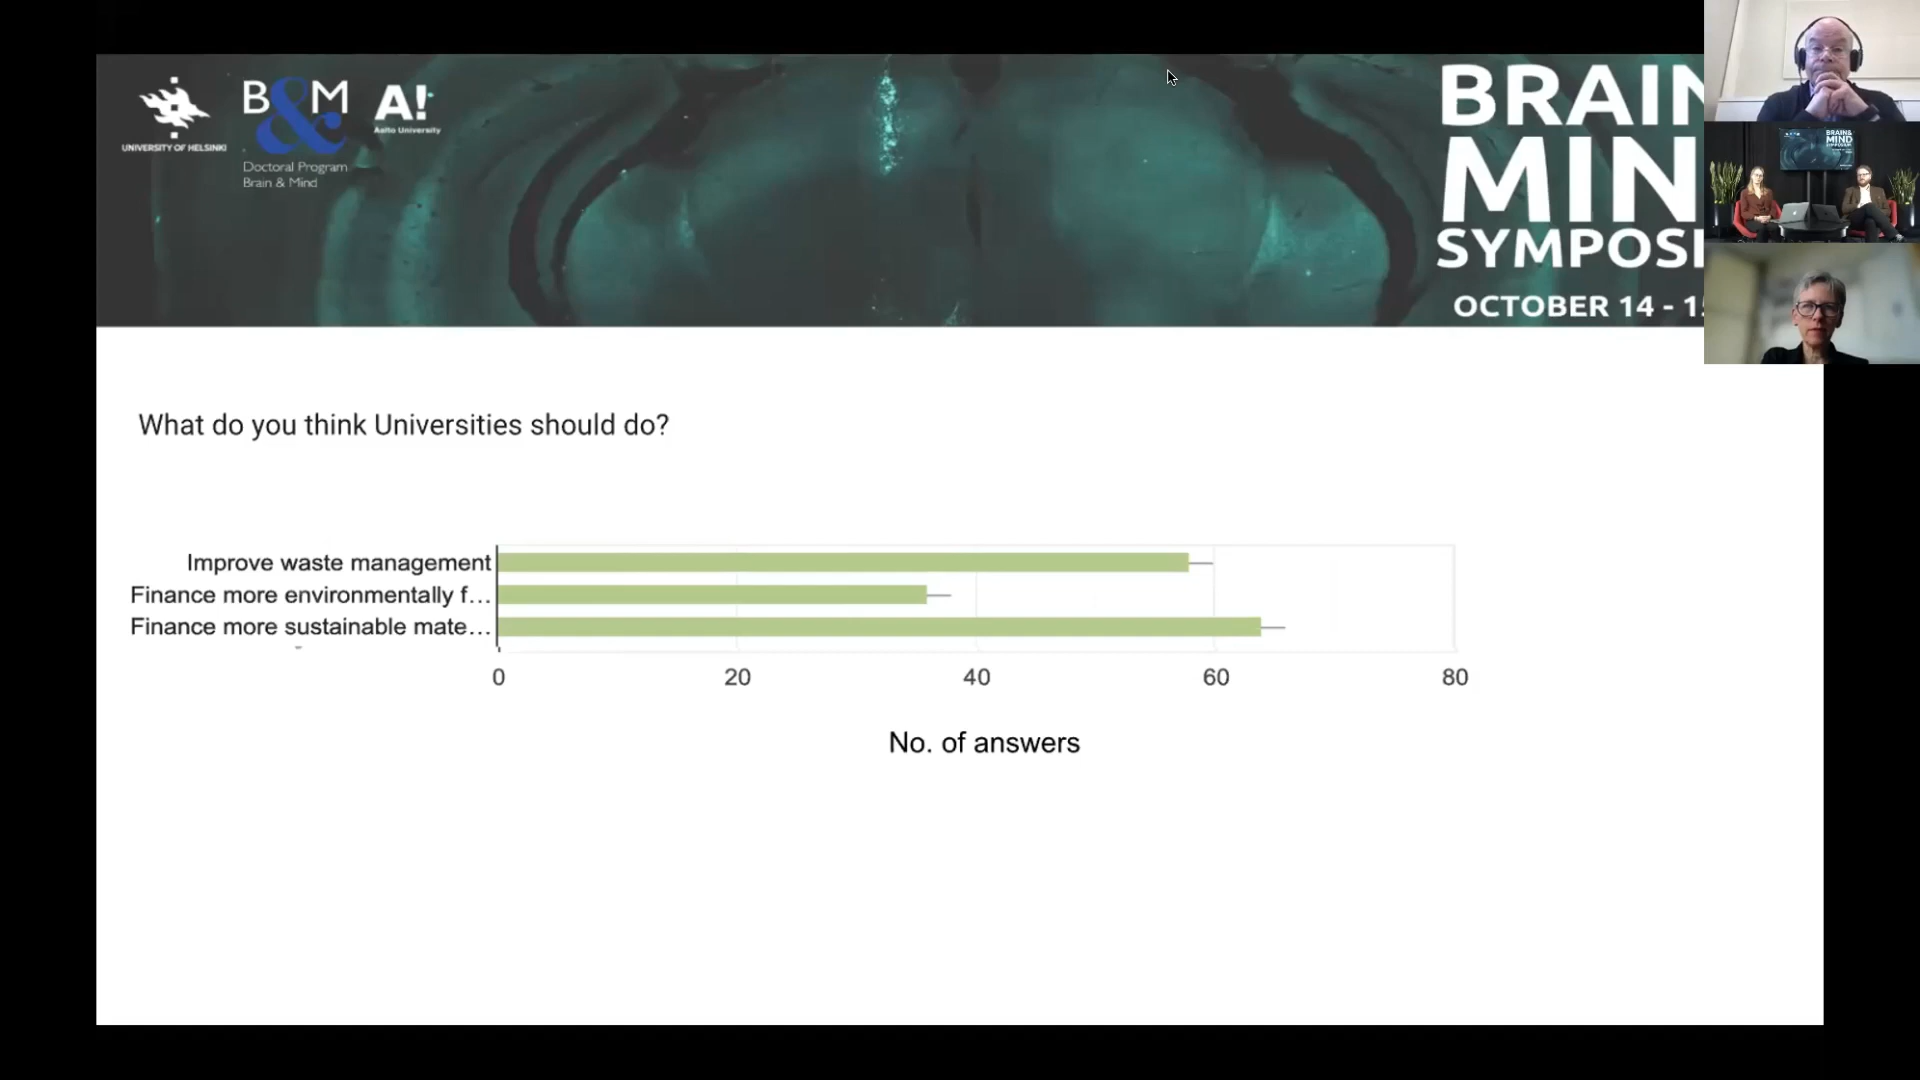 UNIVERSITY OF HELSINKI
B&M
Doctoral Program
Brain & Mind
A!
Aalto University
BRAIN
MIN
SYMPOSI
OCTOBER 14 - 1
BRAIN&
MIND
What do you think Universities should do?
Improve waste management
Finance more environmentally f...
Finance more sustainable mate...
0 20 40 60 80
No. of answers